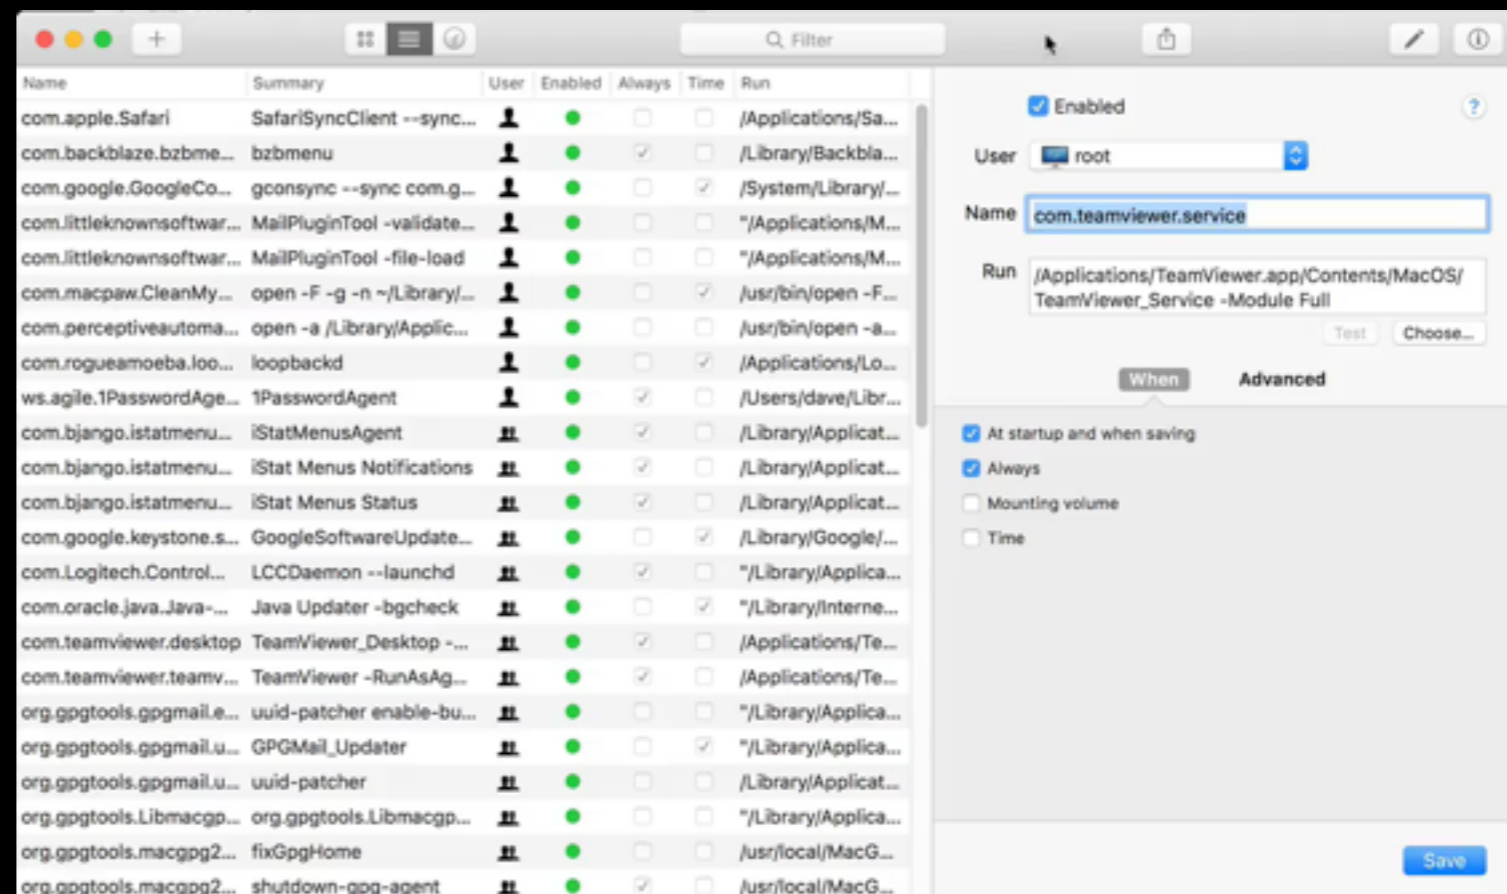 Filter
Name Summary User Enabled Always Time Run
com.apple.Safari SafariSyncClient --sync... /Applications/Sa...
com.backblaze.bzbme... bzbmenu /Library/Backbla...
com.google.GoogleCo... gconsync --sync com.g... /System/Library/...
com.littleknownsoftwar... MailPluginTool -validate... "/Applications/M...
com.littleknownsoftwar... MailPluginTool -file-load "/Applications/M...
com.macpaw.CleanMy... open -F -g -n ~/Library/... /usr/bin/open -F...
com.perceptiveautoma... open -a /Library/Applic... /usr/bin/open -a...
com.rogueamoeba.loo... loopbackd /Applications/Lo...
ws.agile.1PasswordAge... 1PasswordAgent /Users/dave/Libr...
com.bjango.istatmenu... iStatMenusAgent /Library/Applicat...
com.bjango.istatmenu... iStat Menus Notifications /Library/Applicat...
com.bjango.istatmenu... iStat Menus Status /Library/Applicat...
com.google.keystone.s... GoogleSoftwareUpdate... /Library/Google/...
com.Logitech.Control... LCCDaemon --launchd "/Library/Applica...
com.oracle.java.Java-... Java Updater -bgcheck "/Library/Interne...
com.teamviewer.desktop TeamViewer_Desktop -... /Applications/Te...
com.teamviewer.teamv... TeamViewer -RunAsAg... /Applications/Te...
org.gpgtools.gpgmail.e... uuid-patcher enable-bu... "/Library/Applica...
org.gpgtools.gpgmail.u... GPGMail_Updater "/Library/Applica...
org.gpgtools.gpgmail.u... uuid-patcher /Library/Applicat...
org.gpgtools.Libmacgp... org.gpgtools.Libmacgp... "/Library/Applica...
org.gpgtools.macgpg2... fixGpgHome /usr/local/MacG...
org.gpgtools.macgpg2... shutdown-gpg-agent /usr/local/MacG...
Enabled
?
User root
Name com.teamviewer.service
Run /Applications/TeamViewer.app/Contents/MacOS/
TeamViewer_Service -Module Full
Test Choose...
When Advanced
At startup and when saving
Always
Mounting volume
Time
Save